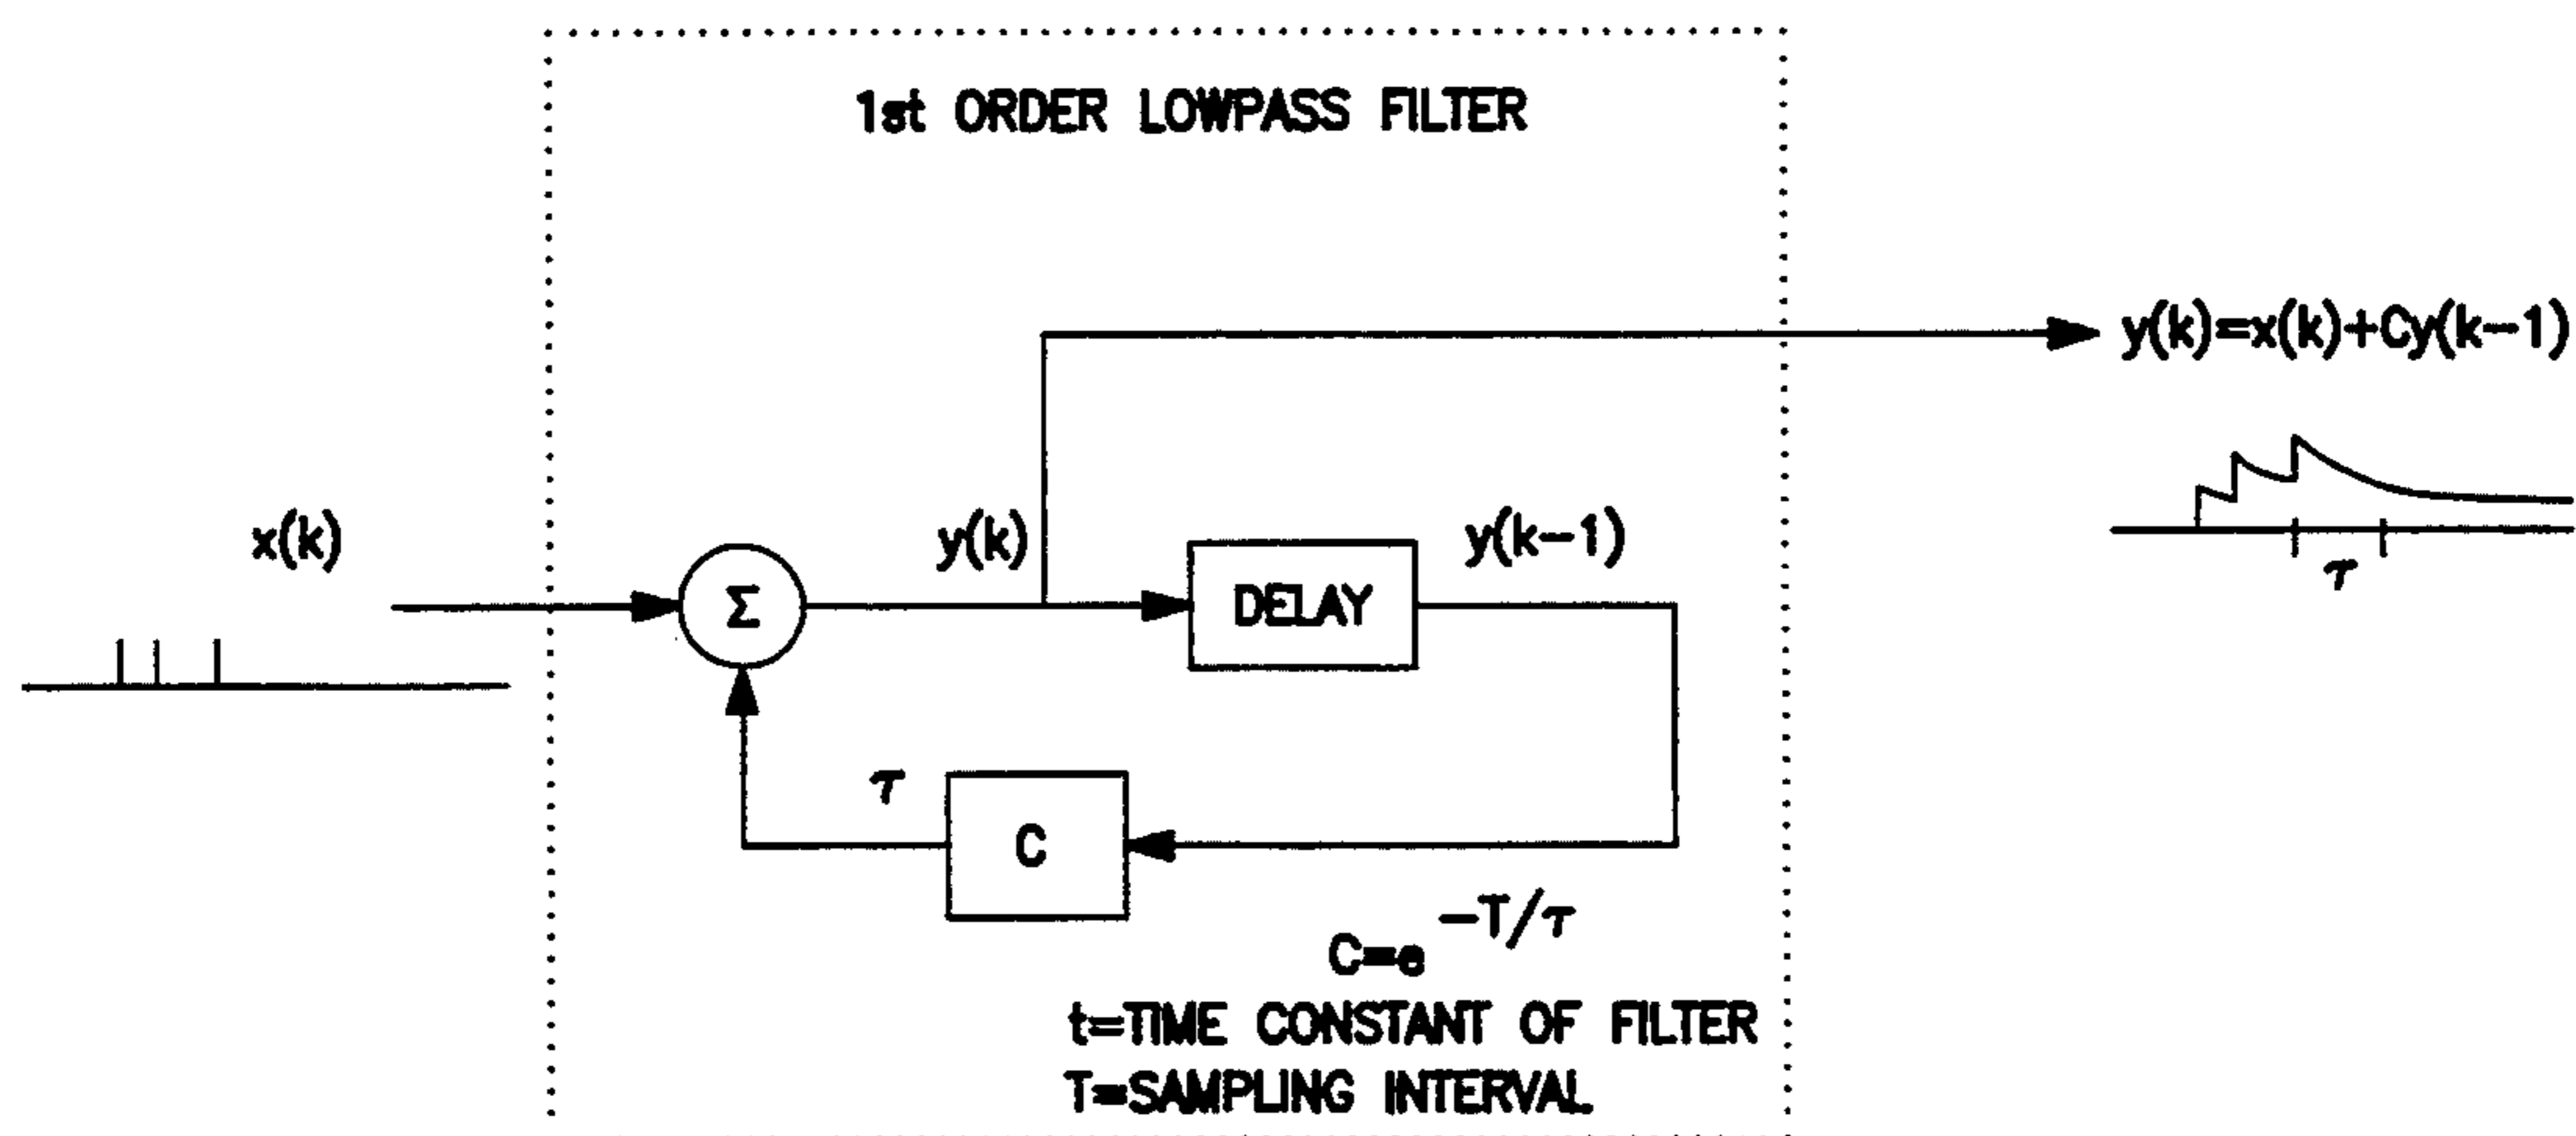 1st ORDER LOWPASS FILTER
y(k)=x(k)+Cy(k-1)
x(k)
y(k)
y(k-1)
Σ
DELAY
τ
τ
C
C=e -T/τ
t=TIME CONSTANT OF FILTER
T=SAMPLING INTERVAL